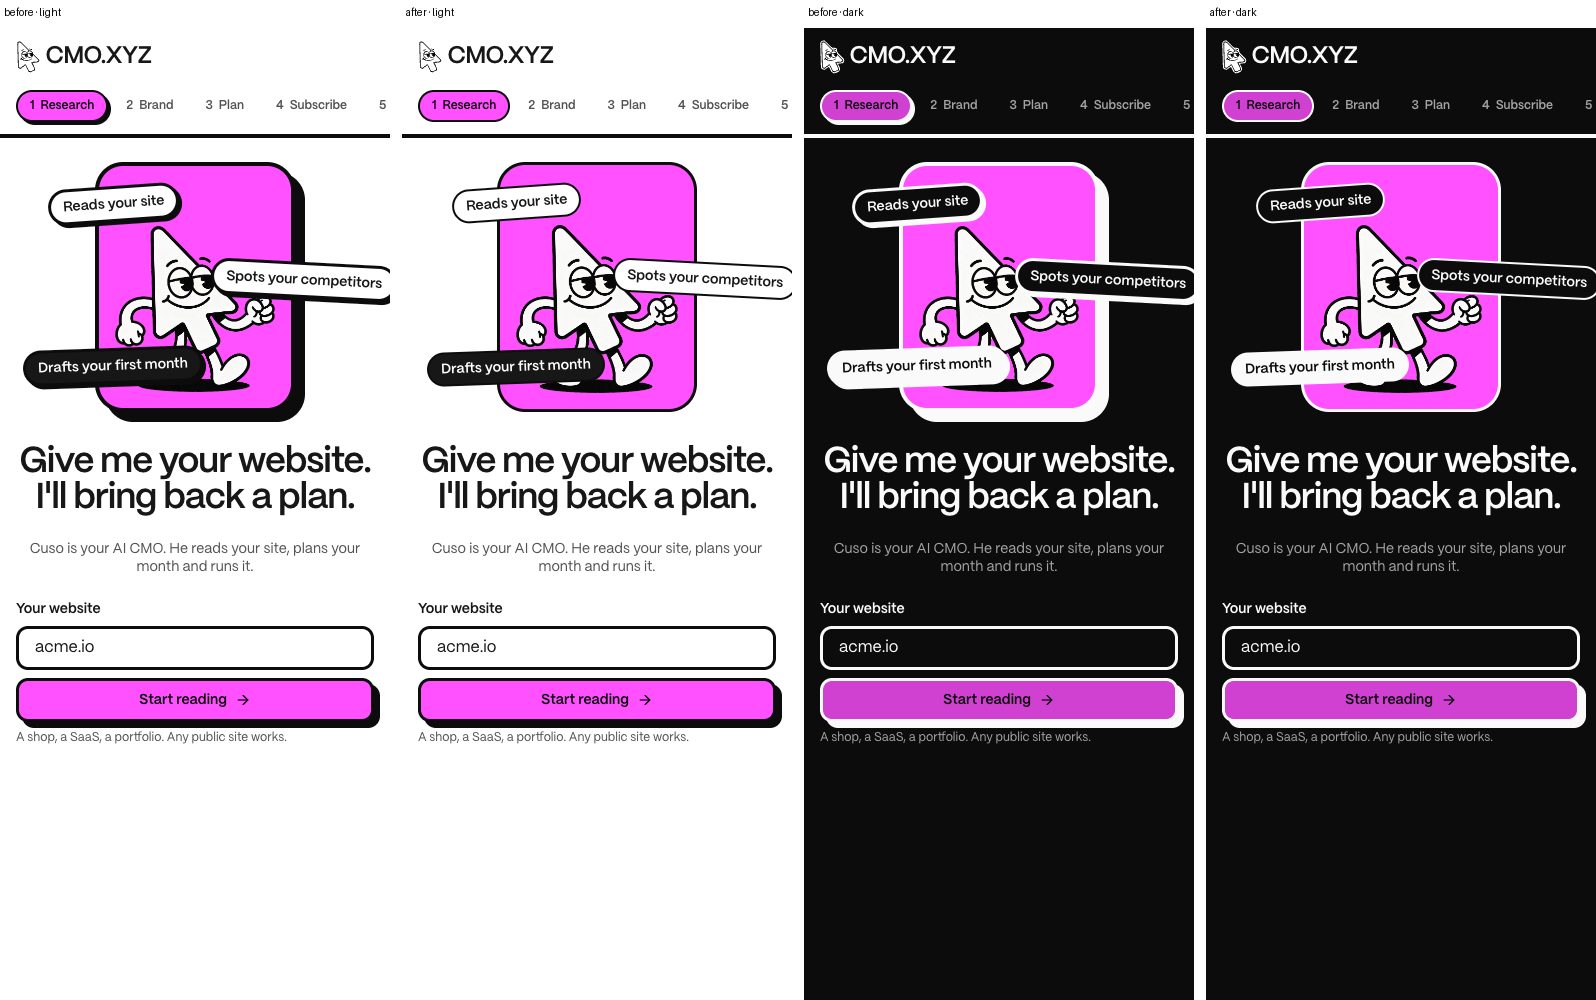 before · light
CMO.XYZ
1 Research 2 Brand 3 Plan 4 Subscribe 5
Reads your site
Spots your competitors
Drafts your first month
Give me your website.
I'll bring back a plan.
Cuso is your AI CMO. He reads your site, plans your
month and runs it.
Your website
acme.io
Start reading →
A shop, a SaaS, a portfolio. Any public site works.
after · light
CMO.XYZ
1 Research 2 Brand 3 Plan 4 Subscribe 5
Reads your site
Spots your competitors
Drafts your first month
Give me your website.
I'll bring back a plan.
Cuso is your AI CMO. He reads your site, plans your
month and runs it.
Your website
acme.io
Start reading →
A shop, a SaaS, a portfolio. Any public site works.
before · dark
CMO.XYZ
1 Research 2 Brand 3 Plan 4 Subscribe 5
Reads your site
Spots your competitors
Drafts your first month
Give me your website.
I'll bring back a plan.
Cuso is your AI CMO. He reads your site, plans your
month and runs it.
Your website
acme.io
Start reading →
A shop, a SaaS, a portfolio. Any public site works.
after · dark
CMO.XYZ
1 Research 2 Brand 3 Plan 4 Subscribe 5
Reads your site
Spots your competitors
Drafts your first month
Give me your website.
I'll bring back a plan.
Cuso is your AI CMO. He reads your site, plans your
month and runs it.
Your website
acme.io
Start reading →
A shop, a SaaS, a portfolio. Any public site works.